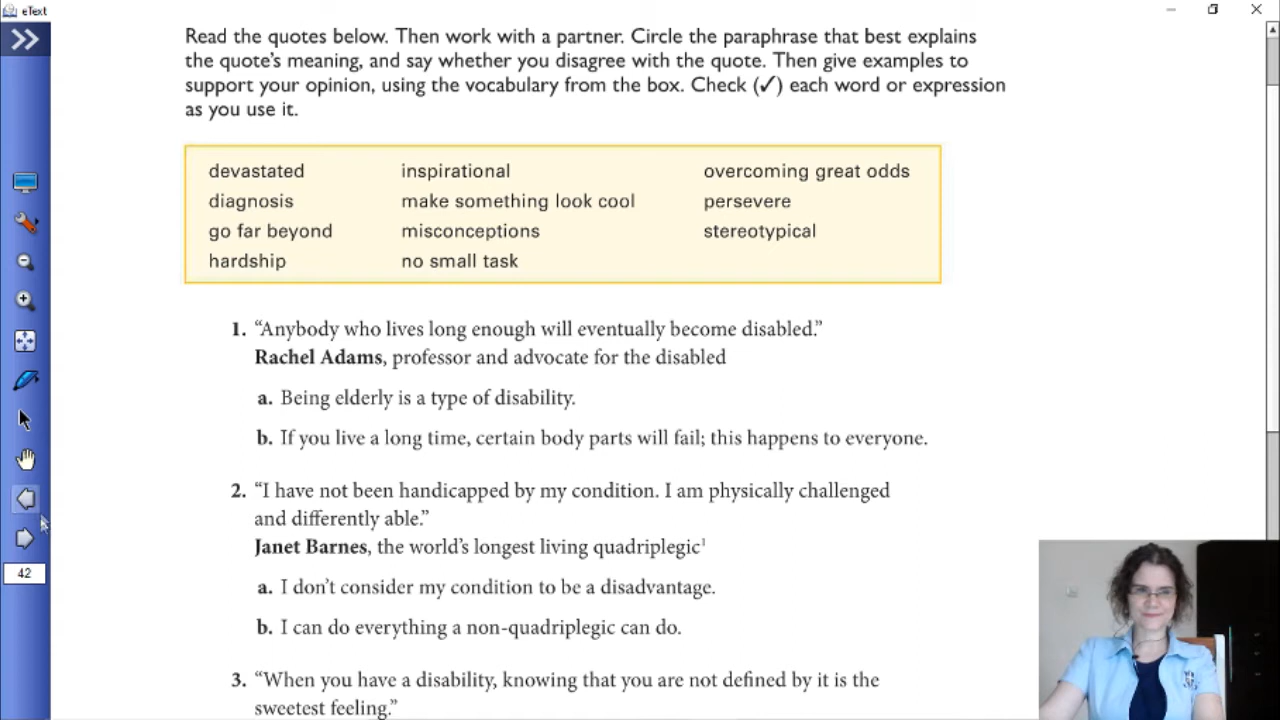 eText
Read the quotes below. Then work with a partner. Circle the paraphrase that best explains
the quote's meaning, and say whether you disagree with the quote. Then give examples to
support your opinion, using the vocabulary from the box. Check (✓) each word or expression
as you use it.
devastated inspirational overcoming great odds
diagnosis make something look cool persevere
go far beyond misconceptions stereotypical
hardship no small task
1. “Anybody who lives long enough will eventually become disabled.”
Rachel Adams, professor and advocate for the disabled
a. Being elderly is a type of disability.
b. If you live a long time, certain body parts will fail; this happens to everyone.
2. “I have not been handicapped by my condition. I am physically challenged
and differently able.”
Janet Barnes, the world’s longest living quadriplegic¹
a. I don’t consider my condition to be a disadvantage.
b. I can do everything a non-quadriplegic can do.
42
3. “When you have a disability, knowing that you are not defined by it is the
sweetest feeling.”